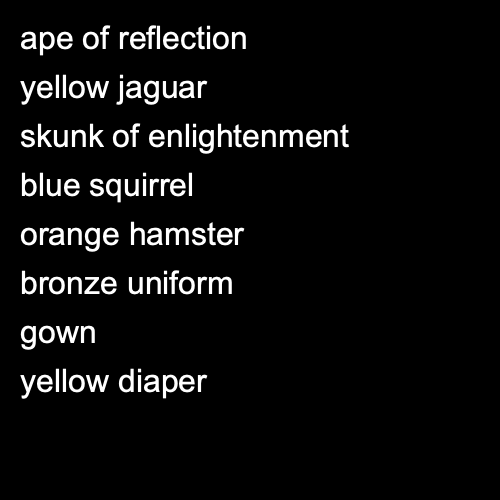 ape of reflection
yellow jaguar
skunk of enlightenment
blue squirrel
orange hamster
bronze uniform
gown
yellow diaper